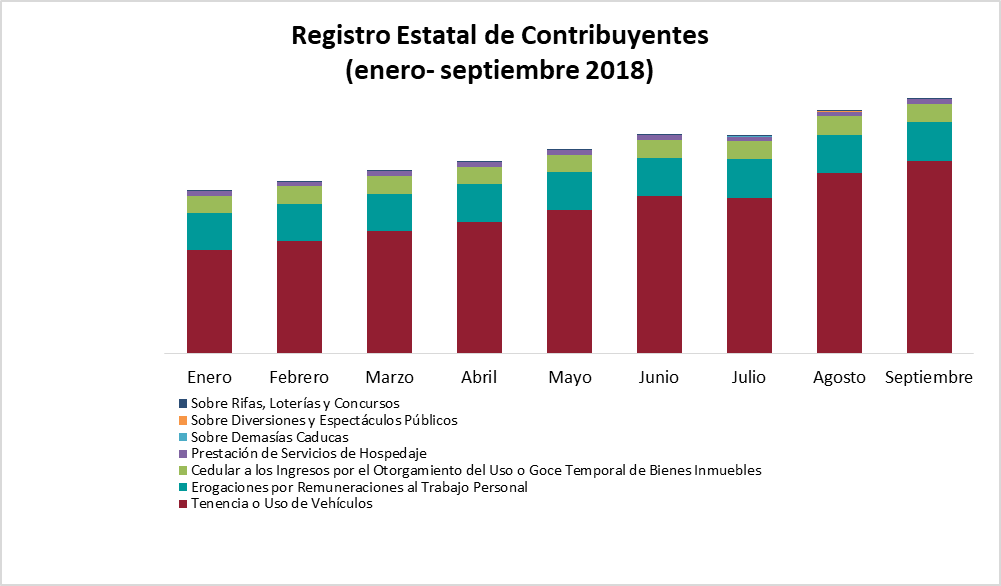 Registro Estatal de Contribuyentes
(enero- septiembre 2018)
Enero Febrero Marzo Abril Mayo Junio Julio Agosto Septiembre
Sobre Rifas, Loterías y Concursos
Sobre Diversiones y Espectáculos Públicos
Sobre Demasías Caducas
Prestación de Servicios de Hospedaje
Cedular a los Ingresos por el Otorgamiento del Uso o Goce Temporal de Bienes Inmuebles
Erogaciones por Remuneraciones al Trabajo Personal
Tenencia o Uso de Vehículos